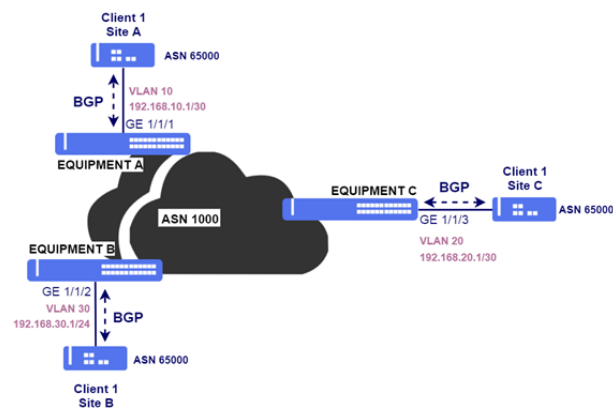 Client 1
Site A
ASN 65000
VLAN 10
BGP
192.168.10.1/30
GE 1/1/1
EQUIPMENT A
ASN 1000
EQUIPMENT C
BGP
Client 1
Site C
GE 1/1/3
ASN 65000
VLAN 20
192.168.20.1/30
EQUIPMENT B
GE 1/1/2
VLAN 30
192.168.30.1/24
BGP
ASN 65000
Client 1
Site B